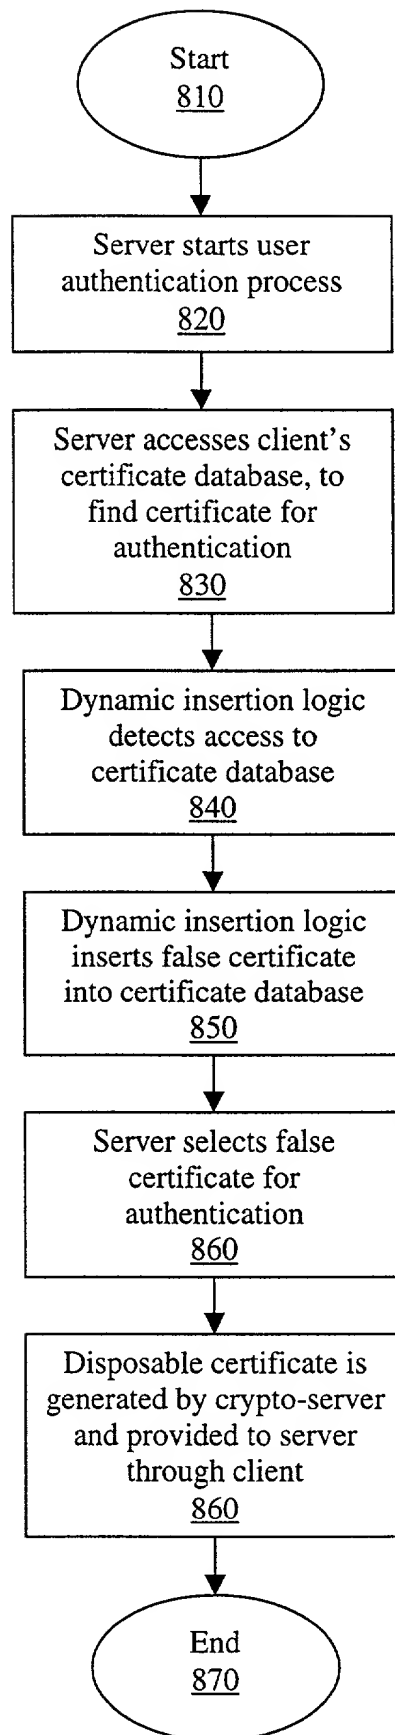 Start
810
Server starts user
authentication process
820
Server accesses client's
certificate database, to
find certificate for
authentication
830
Dynamic insertion logic
detects access to
certificate database
840
Dynamic insertion logic
inserts false certificate
into certificate database
850
Server selects false
certificate for
authentication
860
Disposable certificate is
generated by crypto-server
and provided to server
through client
860
End
870